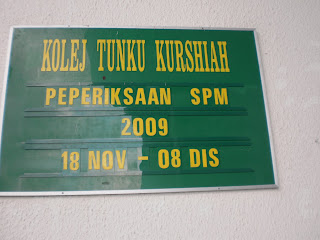 KOLEJ TUNKU KURSHIAH
PEPERIKSAAN SPM
2009
18 NOV - 08 DIS